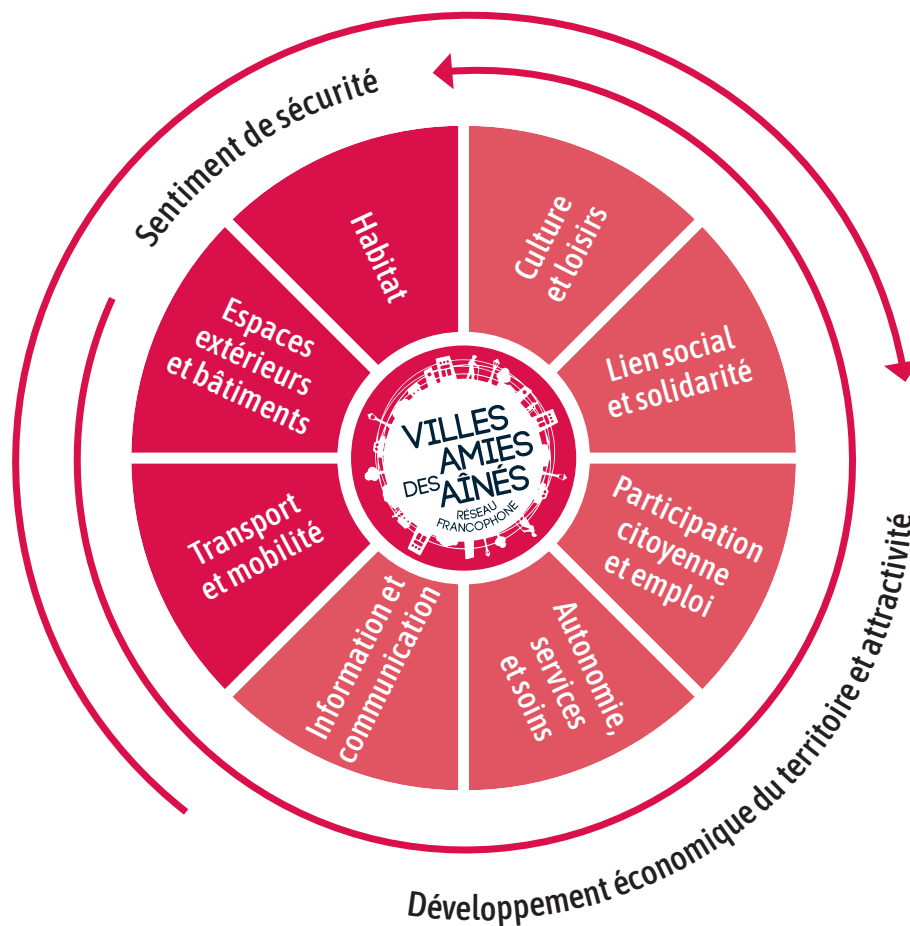 Sentiment de sécurité
Habitat
Culture
et loisirs
Espaces
extérieurs
et bâtiments
Lien social
et solidarité
VILLES
AMIES
DES AÎNÉS
RÉSEAU
FRANCOPHONE
Transport
et mobilité
Participation
citoyenne
et emploi
Information et
communication
Autonomie,
services
et soins
Développement économique du territoire et attractivité